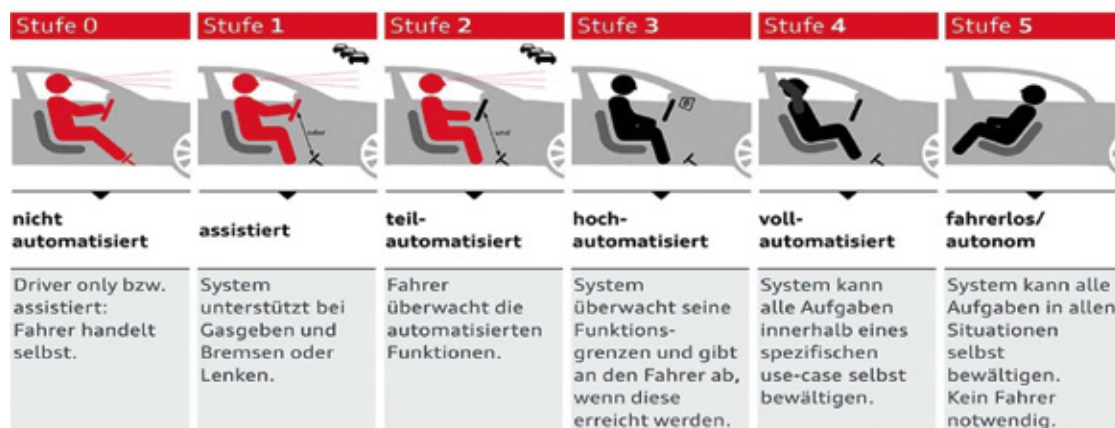 Stufe 0
nicht
automatisiert
Driver only bzw.
assistiert:
Fahrer handelt
selbst.
Stufe 1
oder
assistiert
System
unterstützt bei
Gasgeben und
Bremsen oder
Lenken.
Stufe 2
und
teil-
automatisiert
Fahrer
überwacht die
automatisierten
Funktionen.
Stufe 3
hoch-
automatisiert
System
überwacht seine
Funktions-
grenzen und gibt
an den Fahrer ab,
wenn diese
erreicht werden.
Stufe 4
voll-
automatisiert
System kann
alle Aufgaben
innerhalb eines
spezifischen
use-case selbst
bewältigen.
Stufe 5
fahrerlos/
autonom
System kann alle
Aufgaben in allen
Situationen
selbst
bewältigen.
Kein Fahrer
notwendig.